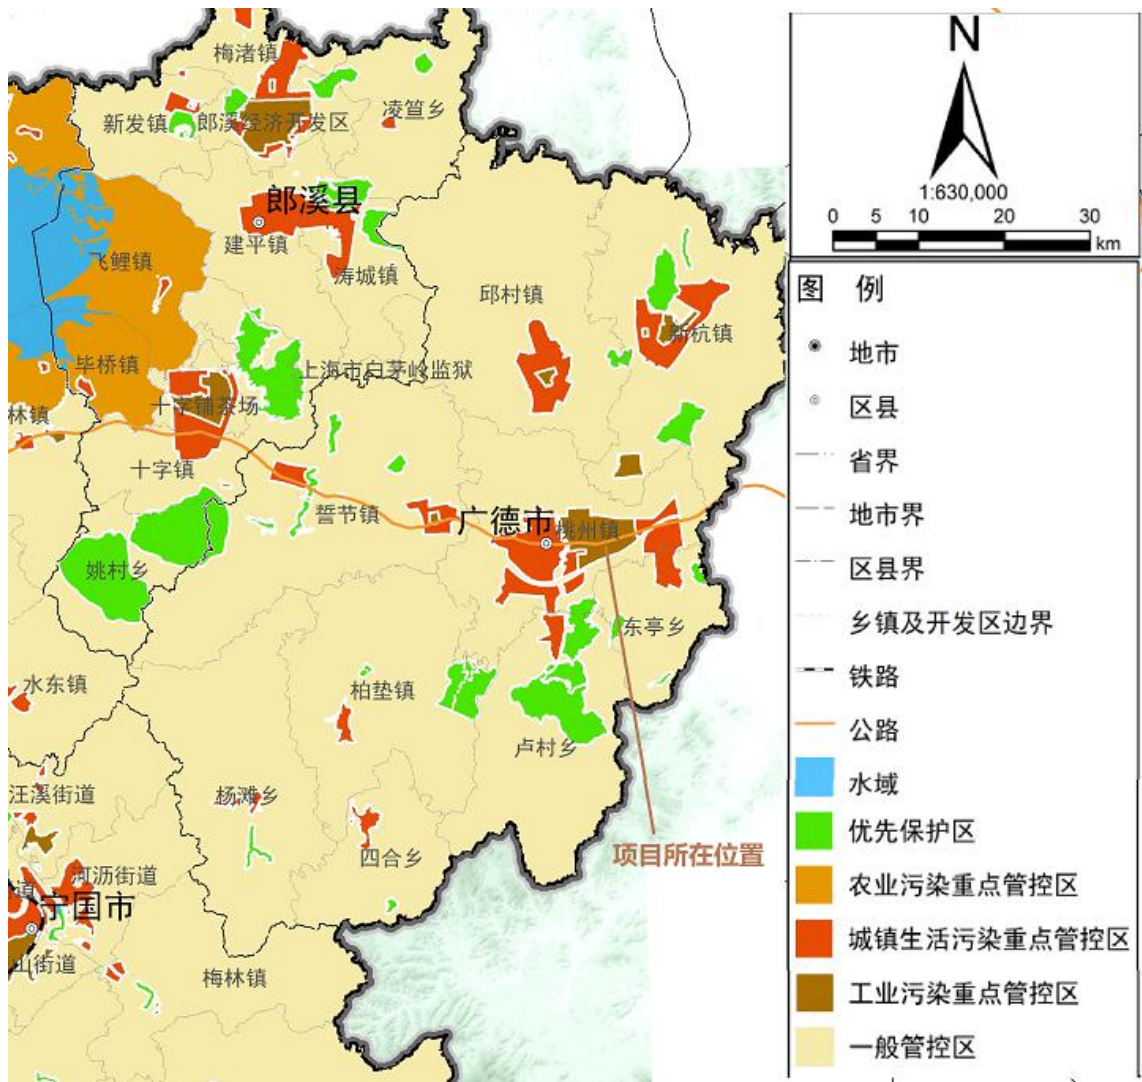 梅渚镇
凌笪乡
新发镇
郎溪经济开发区
郎溪县
建平镇
涛城镇
飞鲤镇
邱村镇
新杭镇
毕桥镇
上海市白茅岭监狱
林镇
十字铺茶场
十字镇
誓节镇
广德市
桃州镇
姚村乡
东亭乡
水东镇
柏垫镇
卢村乡
汪溪街道
杨滩乡
四合乡
项目所在位置
河沥街道
道
宁国市
山街道
梅林镇
N
1:630,000
0 5 10 20 30
km
图 例
地市
区县
省界
地市界
区县界
乡镇及开发区边界
铁路
公路
水域
优先保护区
农业污染重点管控区
城镇生活污染重点管控区
工业污染重点管控区
一般管控区